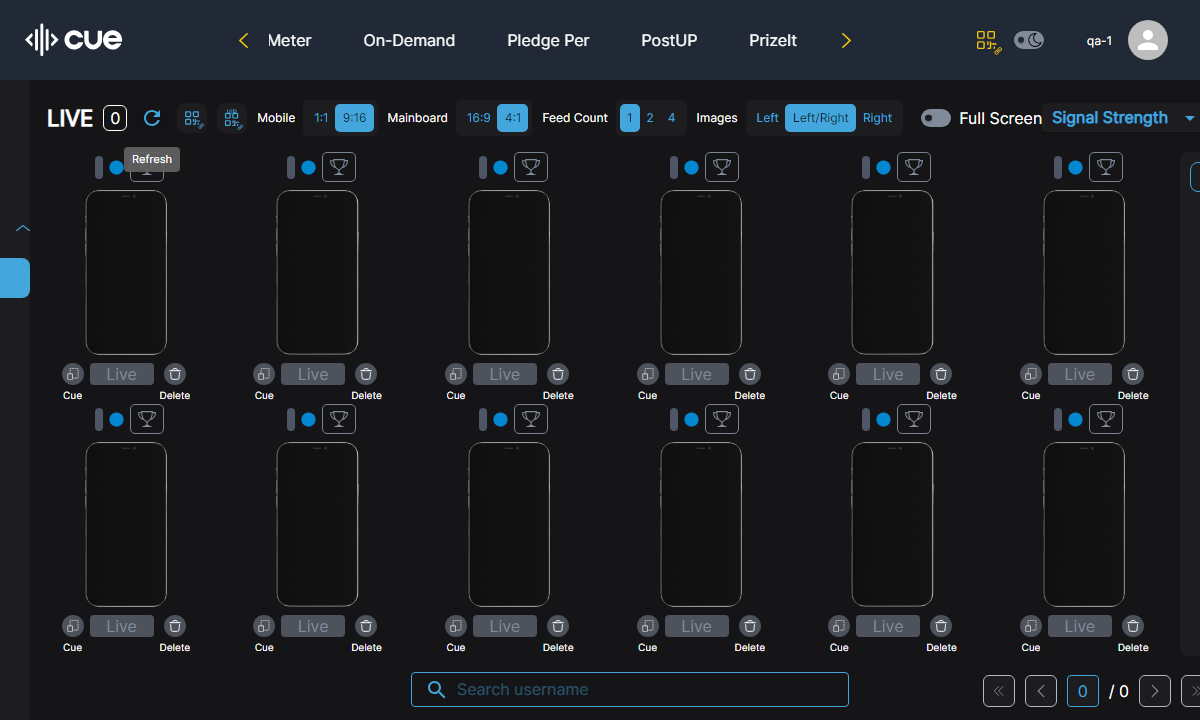 cue
Meter On-Demand Pledge Per PostUP PrizeIt
qa-1
LIVE 0 Mobile 1:1 9:16 Mainboard 16:9 4:1 Feed Count 1 2 4 Images Left Left/Right Right Full Screen Signal Strength
Refresh
Live Live Live Live Live Live
Cue Delete Cue Delete Cue Delete Cue Delete Cue Delete Cue Delete
Live Live Live Live Live Live
Cue Delete Cue Delete Cue Delete Cue Delete Cue Delete Cue Delete
Search username
0 / 0